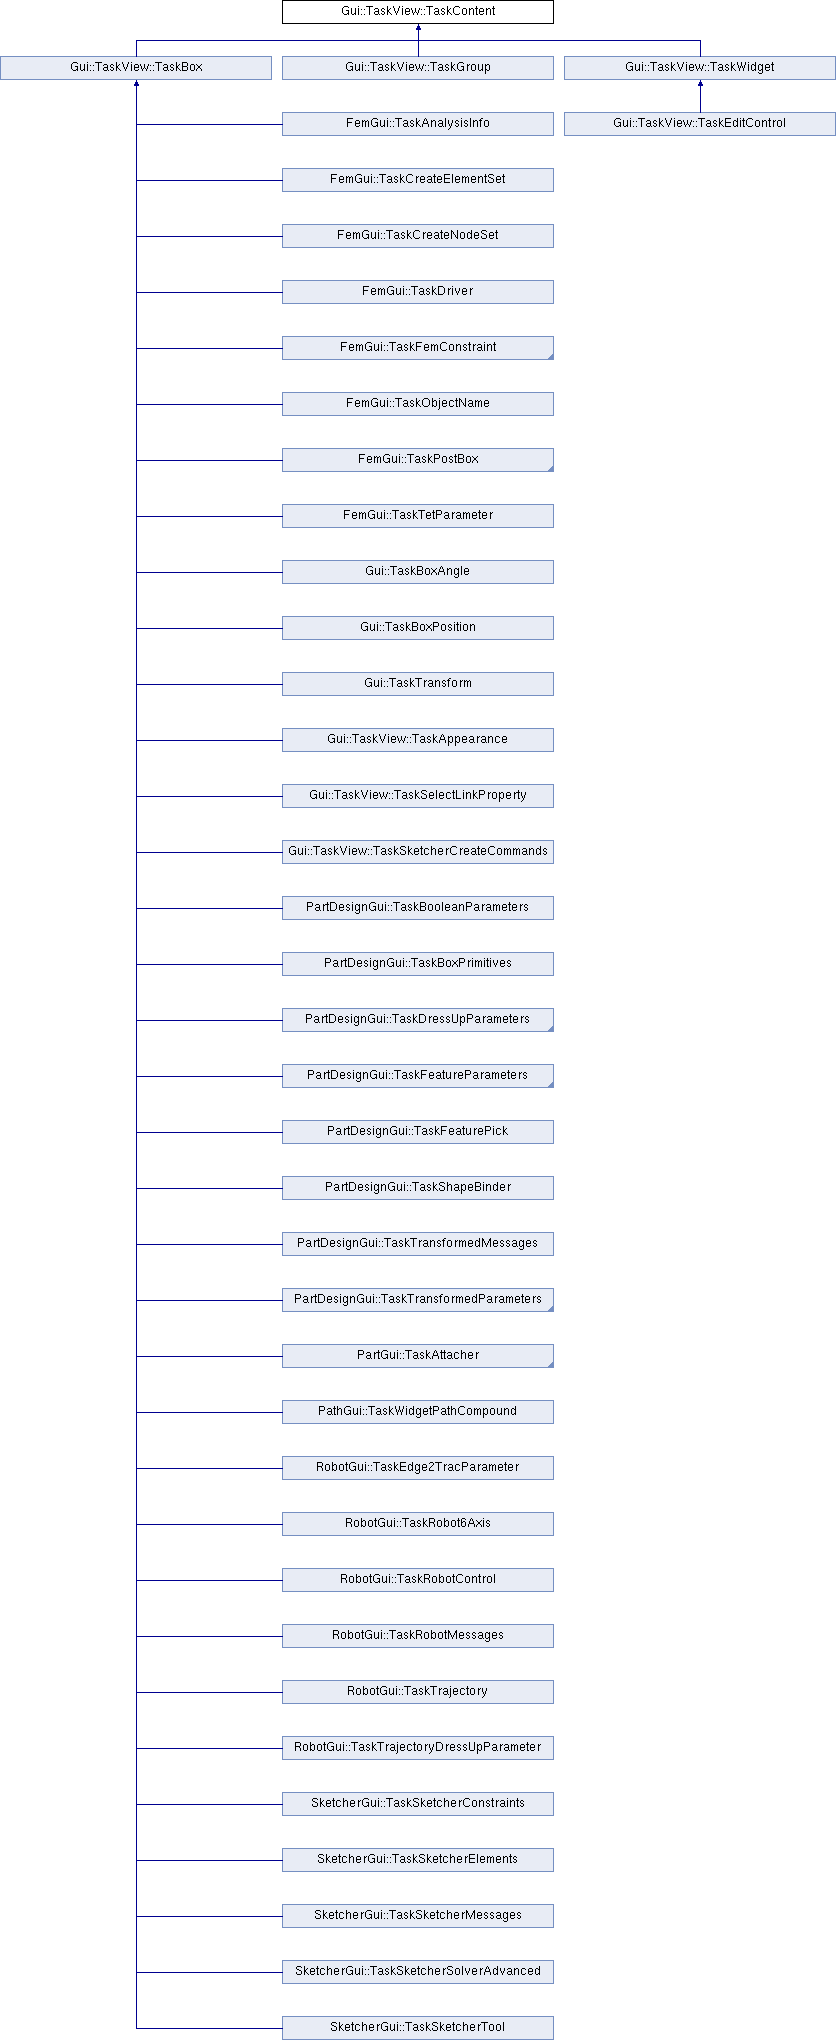 Gui::TaskView::TaskContent
Gui::TaskView::TaskBox
Gui::TaskView::TaskGroup
Gui::TaskView::TaskWidget
FemGui::TaskAnalysisInfo
Gui::TaskView::TaskEditControl
FemGui::TaskCreateElementSet
FemGui::TaskCreateNodeSet
FemGui::TaskDriver
FemGui::TaskFemConstraint
FemGui::TaskObjectName
FemGui::TaskPostBox
FemGui::TaskTetParameter
Gui::TaskBoxAngle
Gui::TaskBoxPosition
Gui::TaskTransform
Gui::TaskView::TaskAppearance
Gui::TaskView::TaskSelectLinkProperty
Gui::TaskView::TaskSketcherCreateCommands
PartDesignGui::TaskBooleanParameters
PartDesignGui::TaskBoxPrimitives
PartDesignGui::TaskDressUpParameters
PartDesignGui::TaskFeatureParameters
PartDesignGui::TaskFeaturePick
PartDesignGui::TaskShapeBinder
PartDesignGui::TaskTransformedMessages
PartDesignGui::TaskTransformedParameters
PartGui::TaskAttacher
PathGui::TaskWidgetPathCompound
RobotGui::TaskEdge2TracParameter
RobotGui::TaskRobot6Axis
RobotGui::TaskRobotControl
RobotGui::TaskRobotMessages
RobotGui::TaskTrajectory
RobotGui::TaskTrajectoryDressUpParameter
SketcherGui::TaskSketcherConstraints
SketcherGui::TaskSketcherElements
SketcherGui::TaskSketcherMessages
SketcherGui::TaskSketcherSolverAdvanced
SketcherGui::TaskSketcherTool